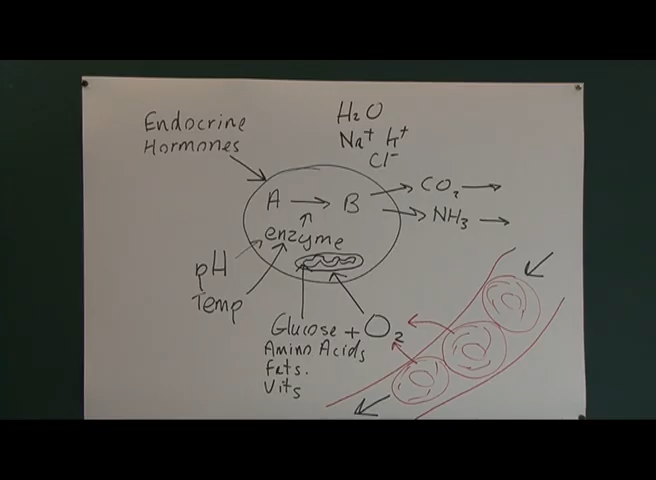 Endocrine
Hormones
H₂O
Na⁺ K⁺
Cl⁻
A → B
enzyme
→ CO₂ →
→ NH₃ →
pH
Temp
Glucose + O₂
Amino Acids
Fats.
Vits